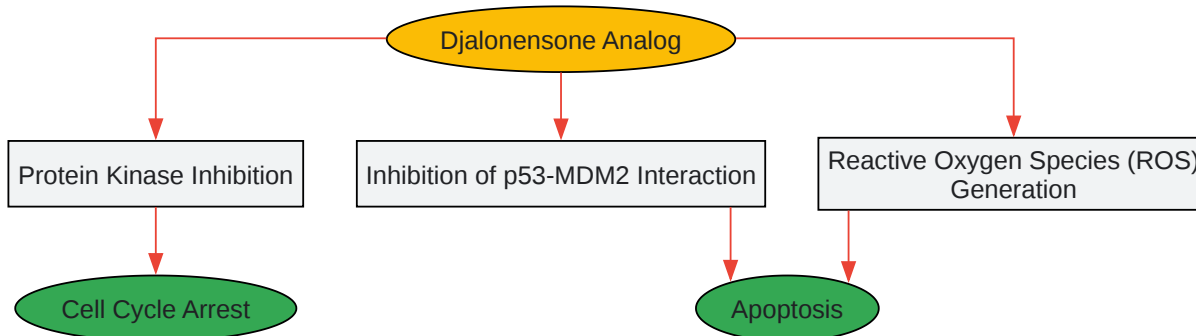 Djalonensone Analog
Protein Kinase Inhibition
Inhibition of p53-MDM2 Interaction
Reactive Oxygen Species (ROS)
Generation
Cell Cycle Arrest
Apoptosis